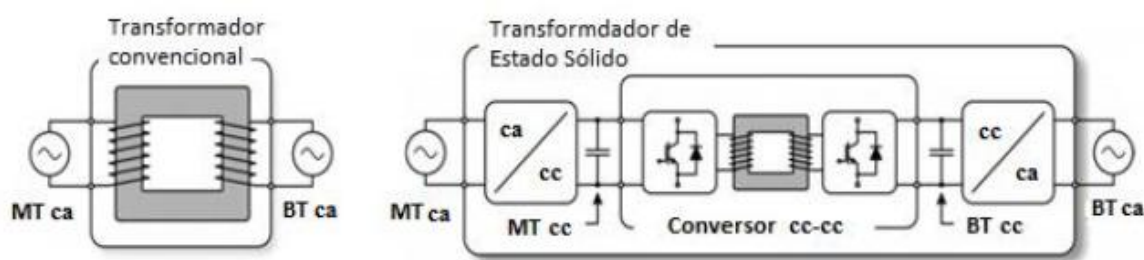 Transformador
convencional
MT ca
BT ca
Transformdador de
Estado Sólido
ca
cc
cc
ca
MT ca
MT cc
Conversor cc-cc
BT cc
BT ca